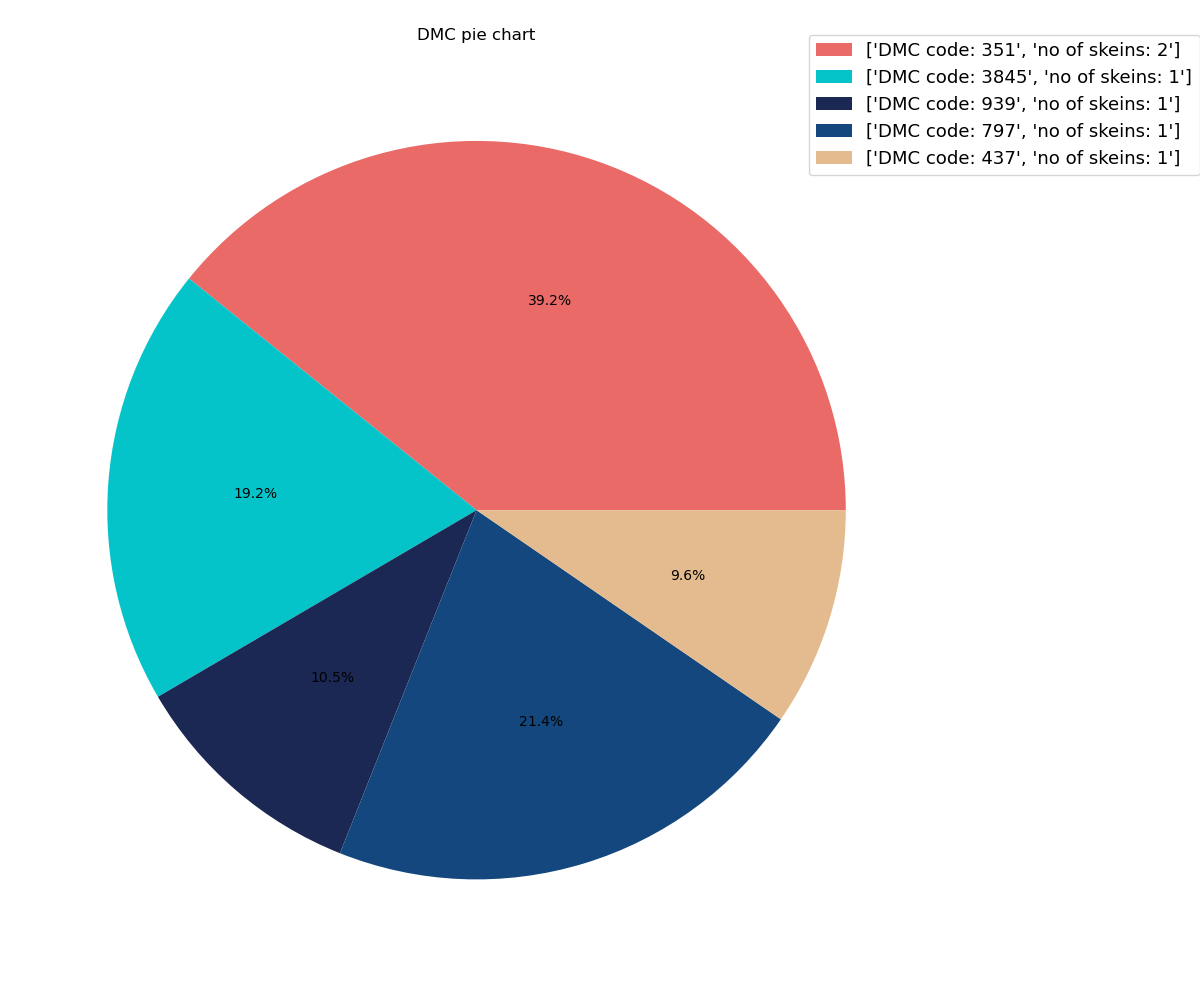 DMC pie chart
['DMC code: 351', 'no of skeins: 2']
['DMC code: 3845', 'no of skeins: 1']
['DMC code: 939', 'no of skeins: 1']
['DMC code: 797', 'no of skeins: 1']
['DMC code: 437', 'no of skeins: 1']
39.2%
19.2%
9.6%
10.5%
21.4%